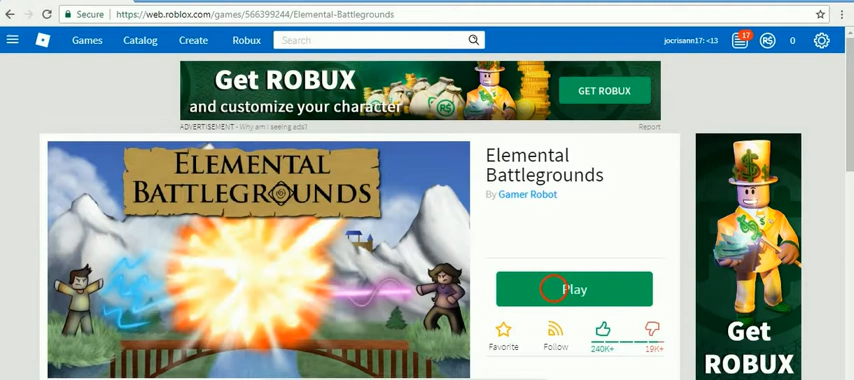 Secure
https://web.roblox.com/games/566399244/Elemental-Battlegrounds
Games
Catalog
Create
Robux
Search
jocrisann17: <13
17
R$
0
Get ROBUX
and customize your character
GET ROBUX
ADVERTISEMENT - Why am I seeing ads?
Report
ELEMENTAL
BATTLEGROUNDS
Elemental
Battlegrounds
By Gamer Robot
Play
Favorite
Follow
240K+
19K+
Get
ROBUX